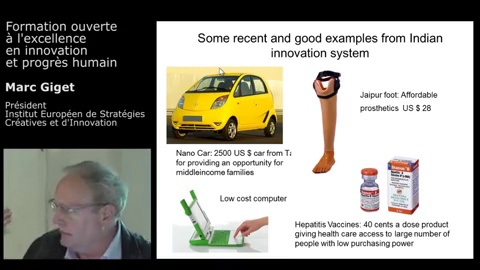 Formation ouverte
à l'excellence
en innovation
et progrès humain
Marc Giget
Président
Institut Européen de Stratégies
Créatives et d'Innovation
Some recent and good examples from Indian
innovation system
Jaipur foot: Affordable
prosthetics US $ 28
Nano Car: 2500 US $ car from Ta
for providing an opportunity for
middleincome families
Low cost computer
Hepatitis Vaccines: 40 cents a dose product
giving health care access to large number of
people with low purchasing power